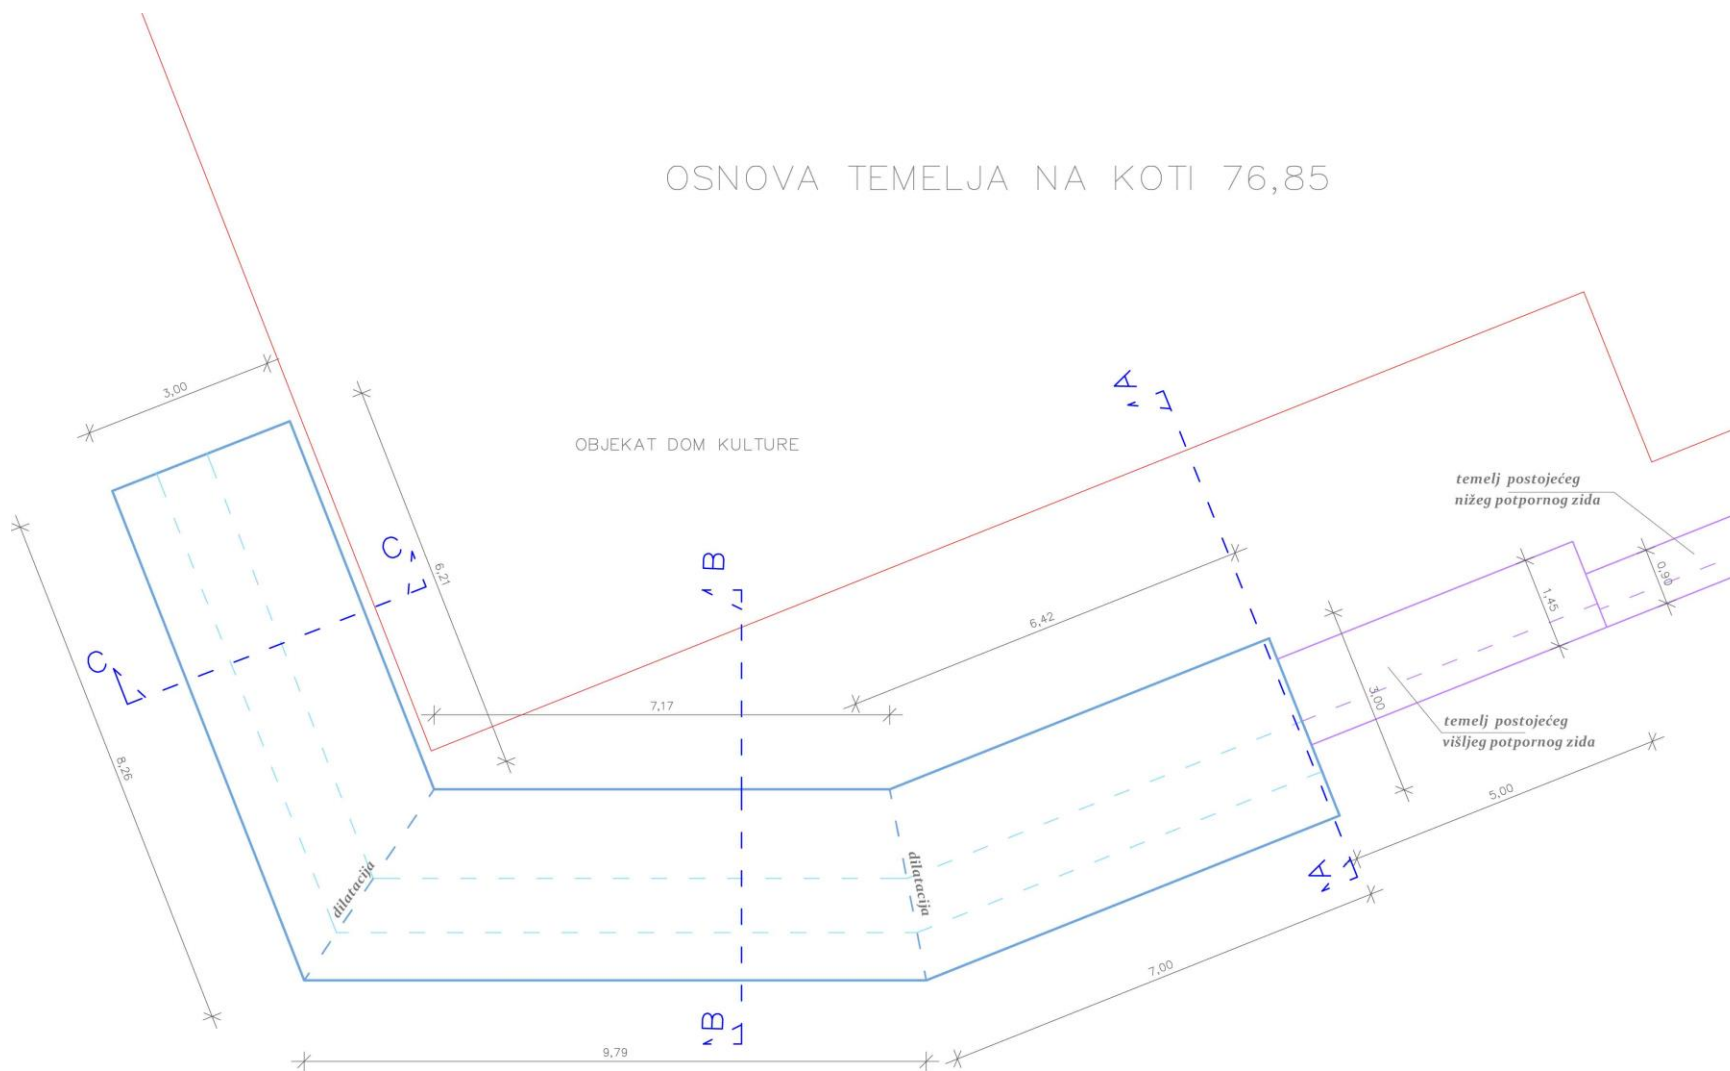 OSNOVA TEMELJA NA KOTI 76,85
3,00
OBJEKAT DOM KULTURE
A
temelj postojećeg
nižeg potpornog zida
C
B
6,21
0,90
1,45
6,42
C
3,00
7,17
temelj postojećeg
višljeg potpornog zida
8,26
5,00
dilatacija
dilatacija
A
7,00
B
9,79